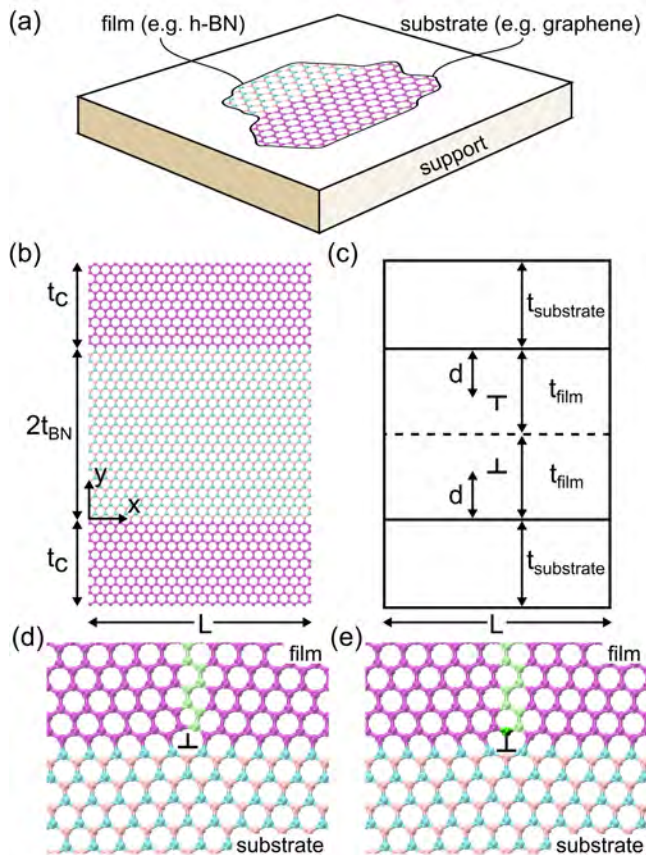 (a)
film (e.g. h-BN)
substrate (e.g. graphene)
support
(b)
(c)
t_C
t_substrate
2t_BN
d
t_film
y
x
d
t_film
t_C
t_substrate
L
L
(d)
film
(e)
film
substrate
substrate